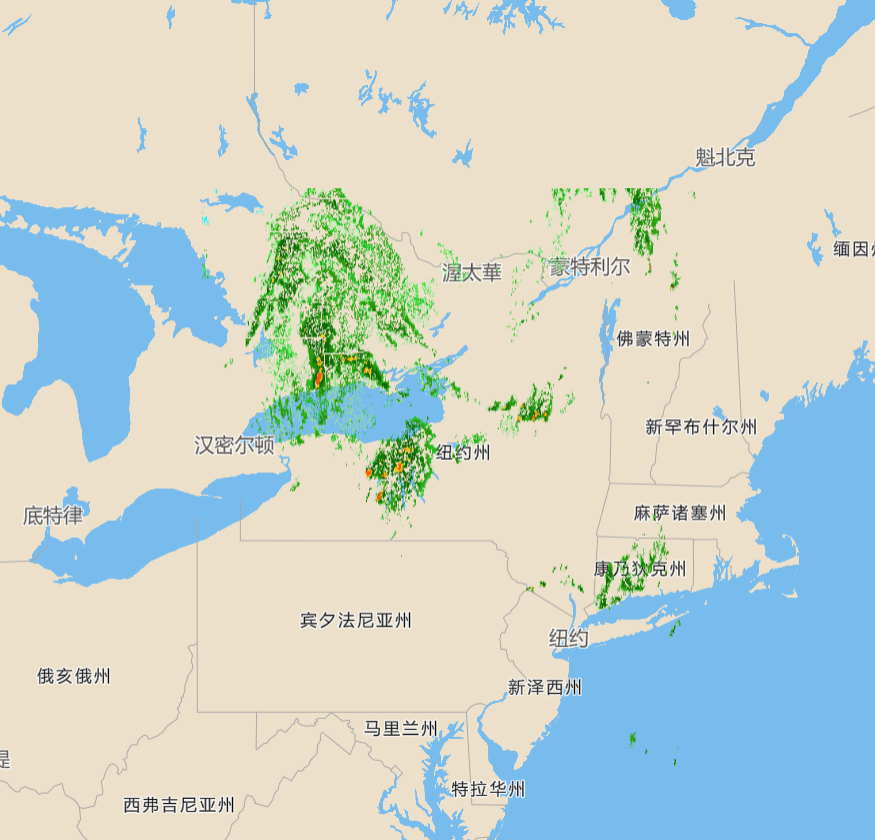 魁北克
缅因
渥太華
蒙特利尔
佛蒙特州
新罕布什尔州
汉密尔顿
纽约州
底特律
麻萨诸塞州
康乃狄克州
宾夕法尼亚州
纽约
俄亥俄州
新泽西州
马里兰州
特拉华州
西弗吉尼亚州